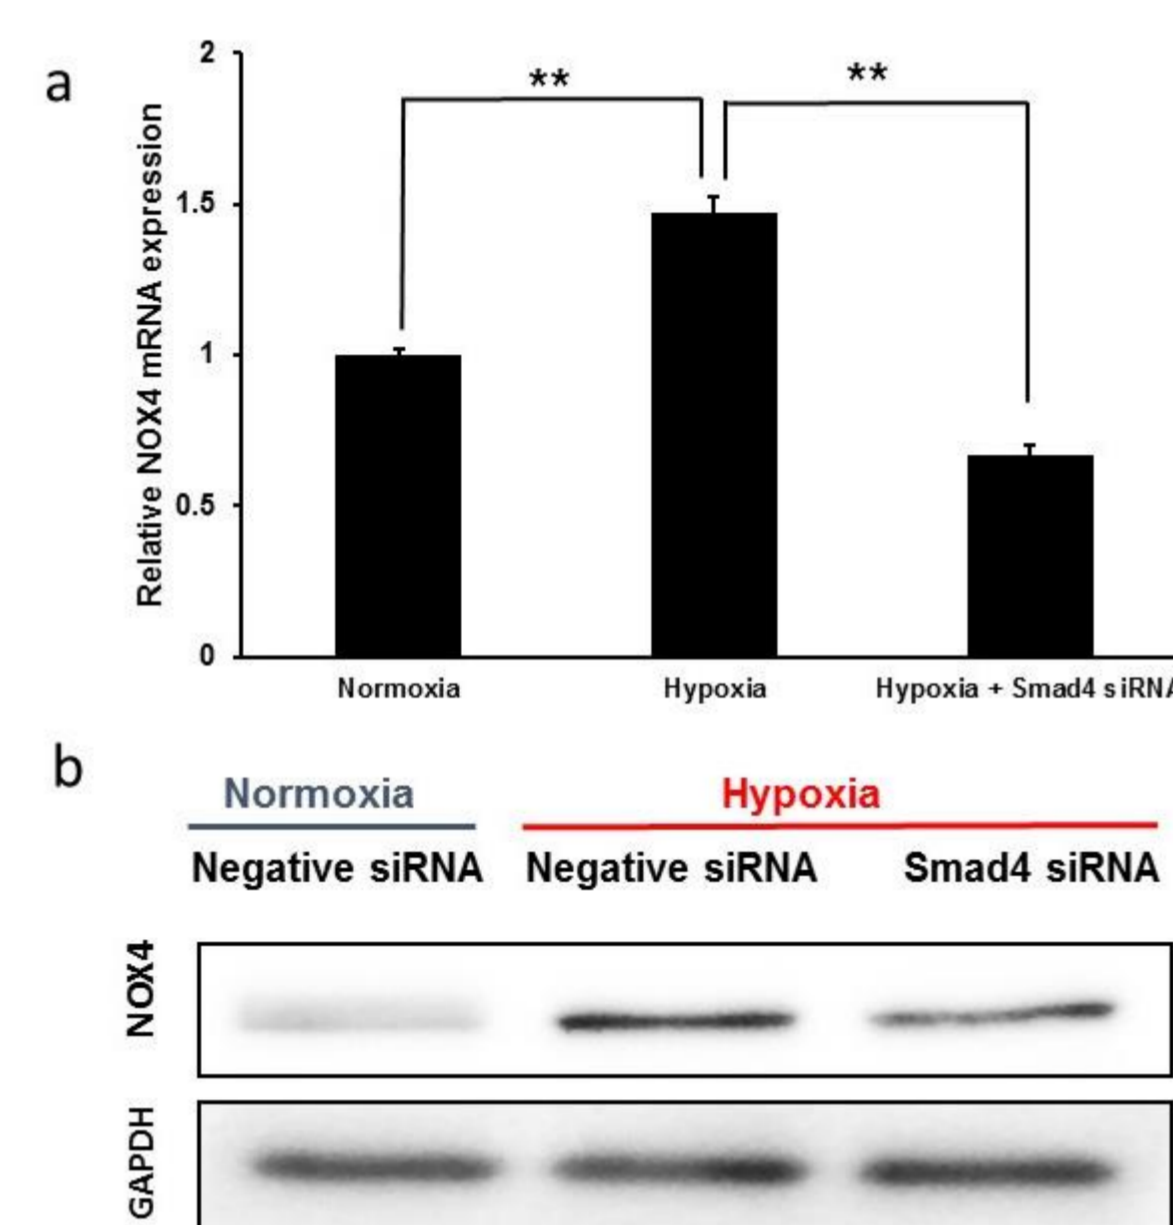 a
Relative NOX4 mRNA expression
2
1.5
1
0.5
0
** **
Normoxia Hypoxia Hypoxia + Smad4 siRNA
b
Normoxia Hypoxia
Negative siRNA Negative siRNA Smad4 siRNA
NOX4
GAPDH